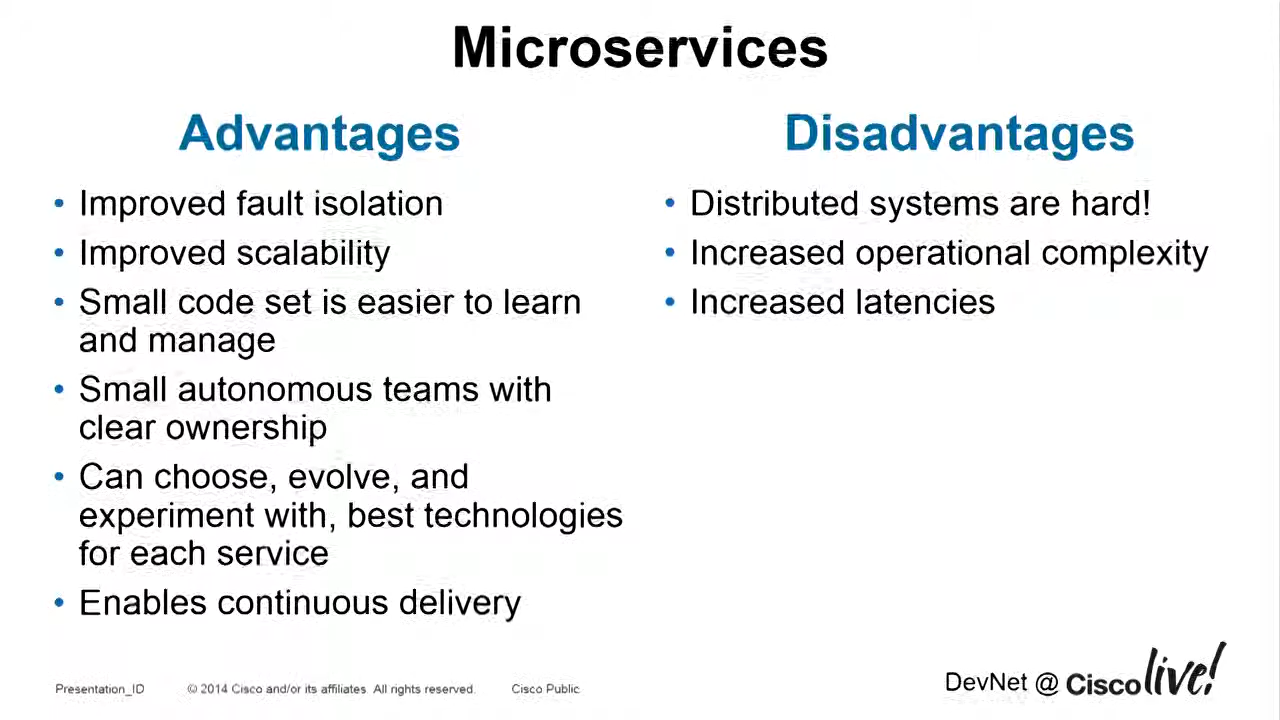 Microservices
Advantages
• Improved fault isolation
• Improved scalability
• Small code set is easier to learn
and manage
• Small autonomous teams with
clear ownership
• Can choose, evolve, and
experiment with, best technologies
for each service
• Enables continuous delivery
Disadvantages
• Distributed systems are hard!
• Increased operational complexity
• Increased latencies
Presentation_ID © 2014 Cisco and/or its affiliates. All rights reserved. Cisco Public
DevNet @ Cisco live!